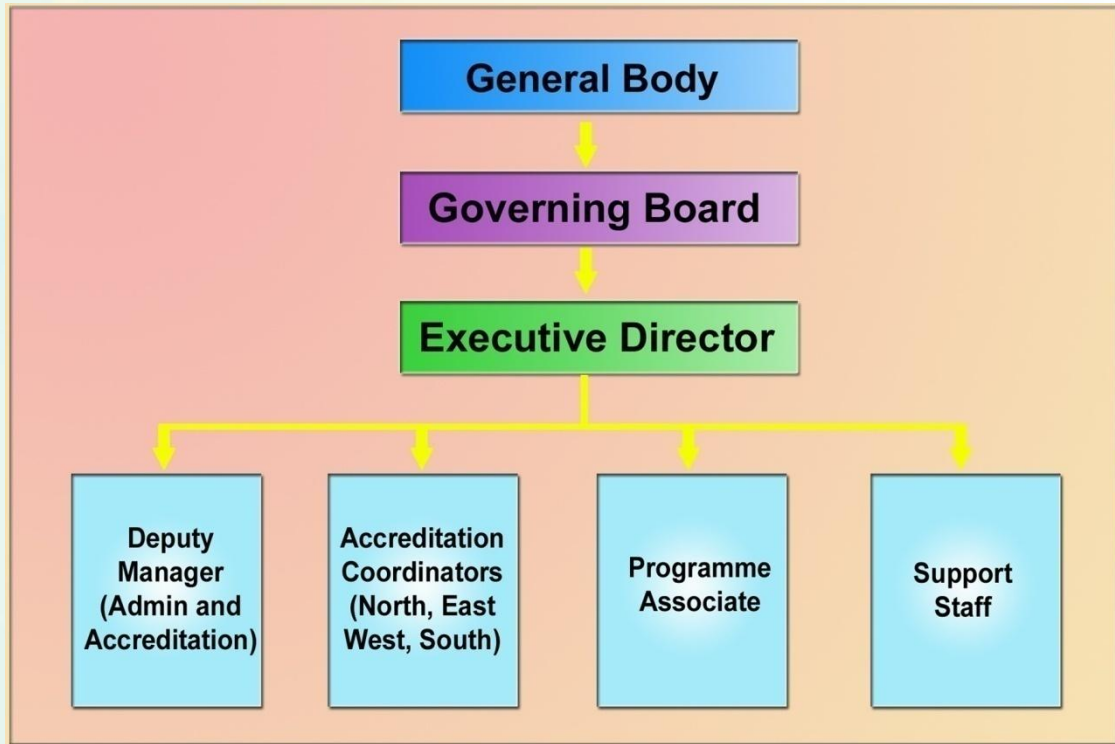 General Body
Governing Board
Executive Director
Deputy
Manager
(Admin and
Accreditation)
Accreditation
Coordinators
(North, East
West, South)
Programme
Associate
Support
Staff